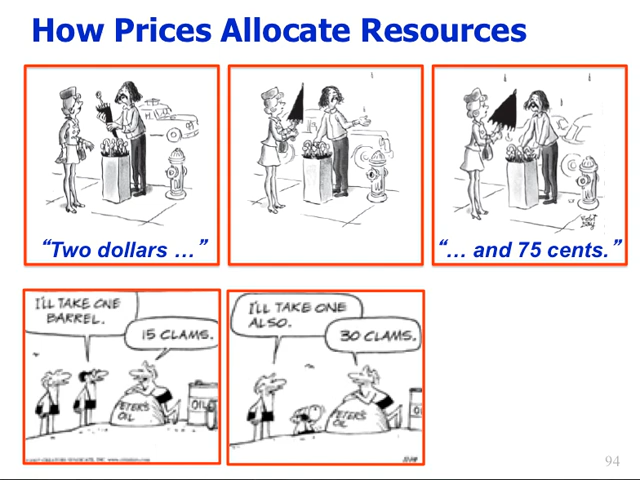 How Prices Allocate Resources
“Two dollars …”
“… and 75 cents.”
I'LL TAKE ONE
BARREL.
15 CLAMS.
PETER'S
OIL
OIL
I'LL TAKE ONE
ALSO.
30 CLAMS.
PETER'S
OIL
94